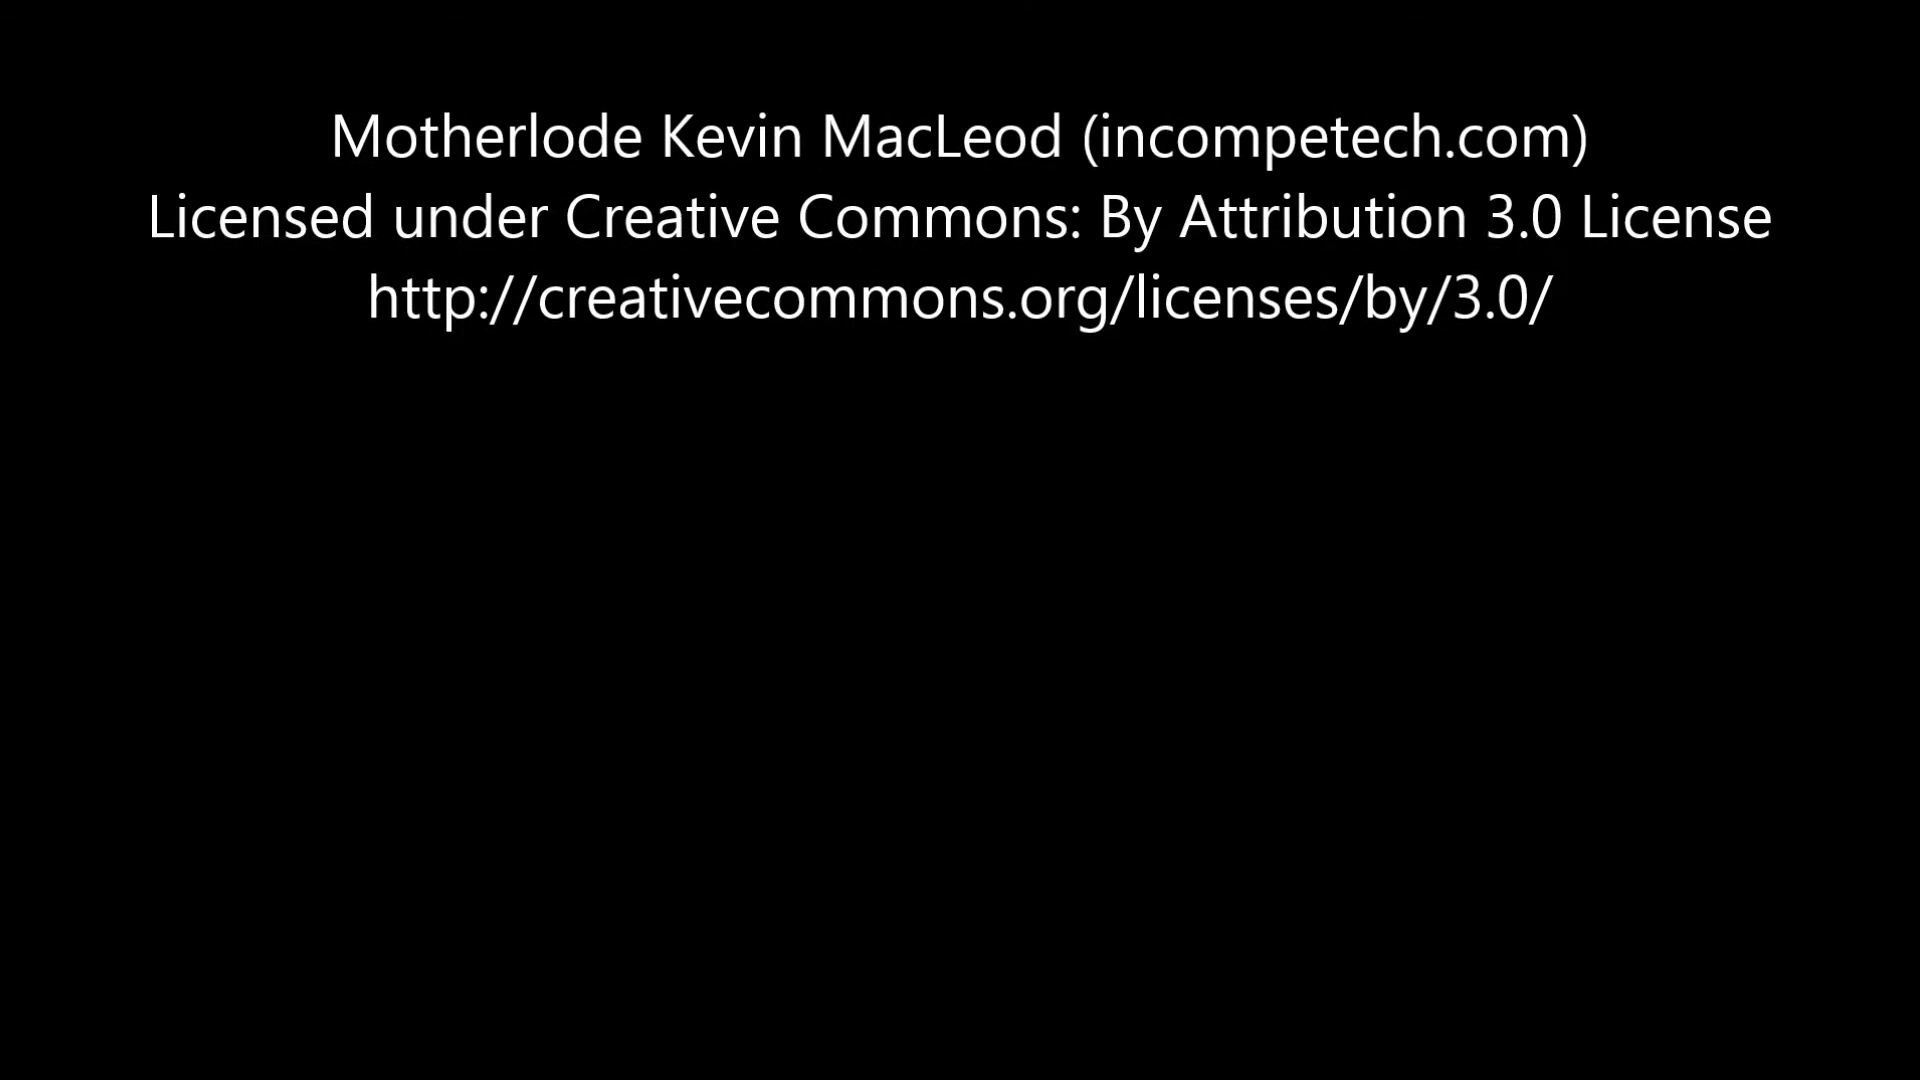 Motherlode Kevin MacLeod (incompetech.com)
Licensed under Creative Commons: By Attribution 3.0 License
http://creativecommons.org/licenses/by/3.0/